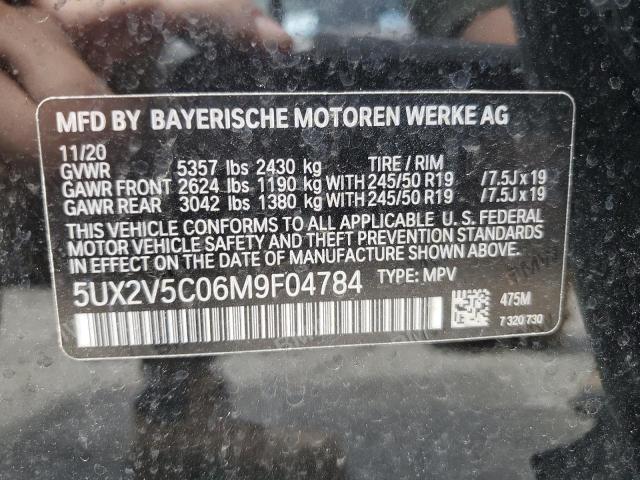 MFD BY BAYERISCHE MOTOREN WERKE AG
11/20
GVWR 5357 lbs 2430 kg TIRE / RIM
GAWR FRONT 2624 lbs 1190 kg WITH 245/50 R19 /7.5J x 19
GAWR REAR 3042 lbs 1380 kg WITH 245/50 R19 /7.5J x 19
THIS VEHICLE CONFORMS TO ALL APPLICABLE U. S. FEDERAL
MOTOR VEHICLE SAFETY AND THEFT PREVENTION STANDARDS
IN EFFECT ON THE DATE OF MANUFACTURE SHOWN ABOVE.
5UX2V5C06M9F04784 TYPE: MPV
475M
7 320 730